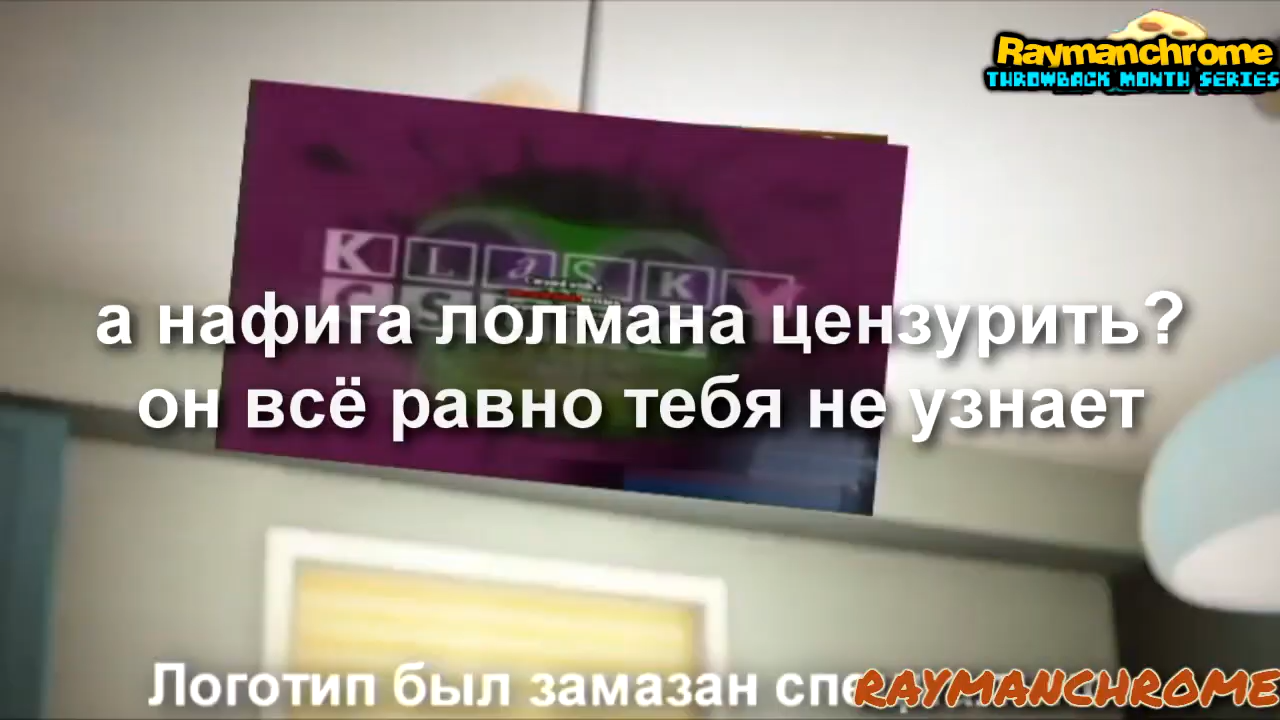 Raymanchrome
THROWBACK MONTH SERIES
KLaSKY
а нафига лолмана цензурить?
он всё равно тебя не узнает
Логотип был замазан
RAYMANCHROME